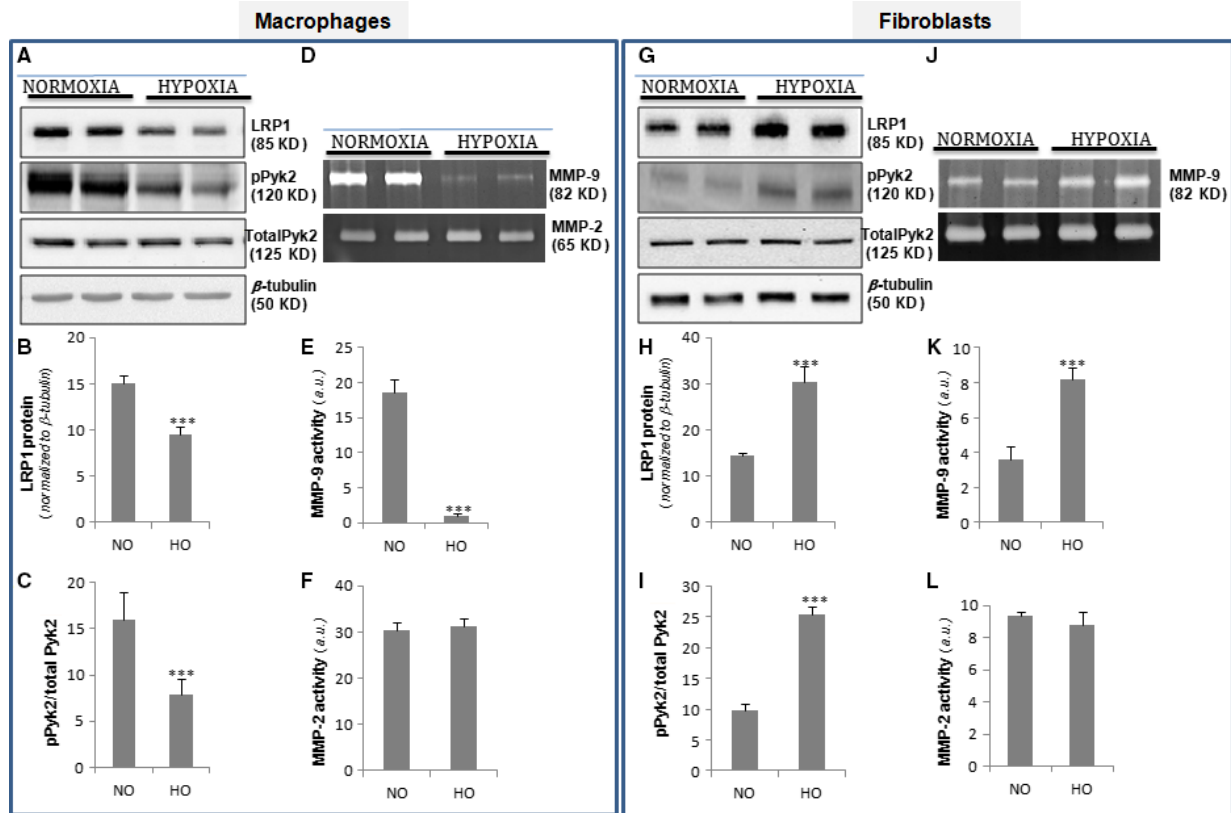 Macrophages
A
NORMOXIA HYPOXIA
LRP1
(85 KD)
pPyk2
(120 KD)
TotalPyk2
(125 KD)
β-tubulin
(50 KD)
D
NORMOXIA HYPOXIA
MMP-9
(82 KD)
MMP-2
(65 KD)
B
LRP1 protein
(normalized to β-tubulin)
15
10
5
0
NO HO
***
E
MMP-9 activity (a.u.)
25
20
15
10
5
0
NO HO
***
C
pPyk2/total Pyk2
20
15
10
5
0
NO HO
***
F
MMP-2 activity (a.u.)
40
30
20
10
0
NO HO
Fibroblasts
G
NORMOXIA HYPOXIA
LRP1
(85 KD)
pPyk2
(120 KD)
TotalPyk2
(125 KD)
β-tubulin
(50 KD)
J
NORMOXIA HYPOXIA
MMP-9
(82 KD)
H
LRP1 protein
(normalized to β-tubulin)
40
30
20
10
0
NO HO
***
K
MMP-9 activity (a.u.)
10
8
6
4
2
0
NO HO
***
I
pPyk2/total Pyk2
30
25
20
15
10
5
0
NO HO
***
L
MMP-2 activity (a.u.)
10
8
6
4
2
0
NO HO